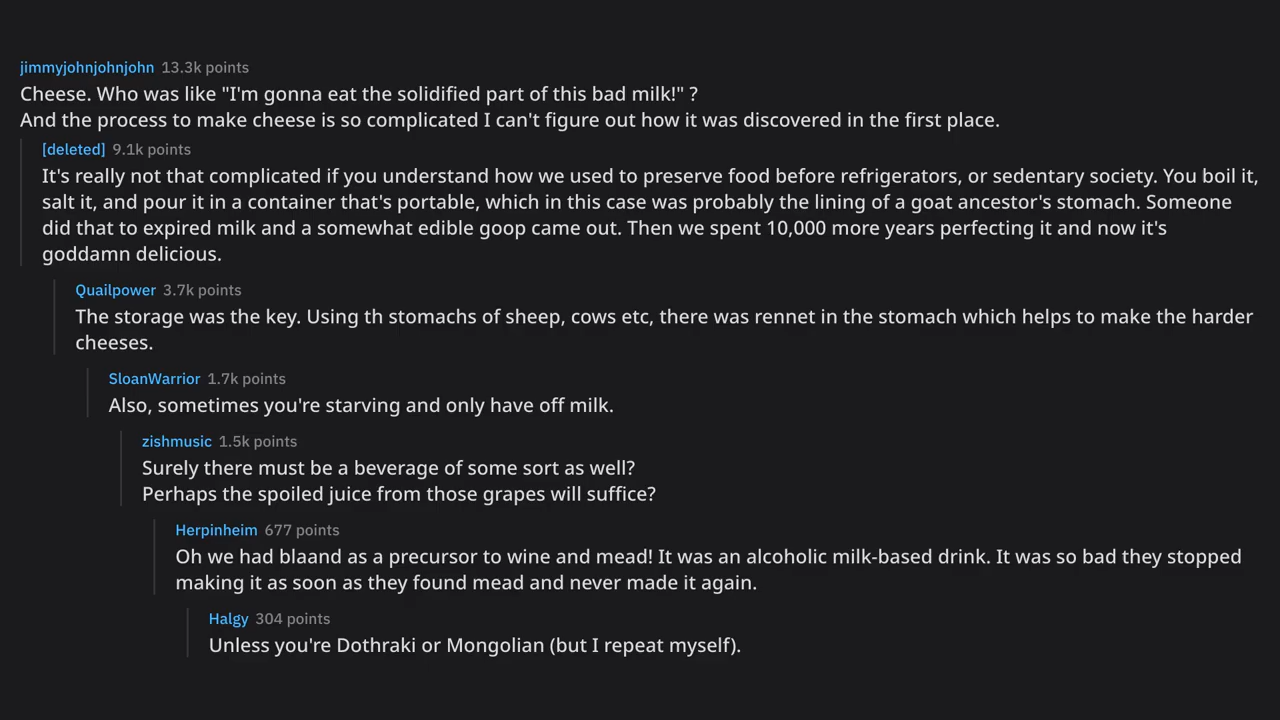 jimmyjohnjohnjohn 13.3k points
Cheese. Who was like "I'm gonna eat the solidified part of this bad milk!" ?
And the process to make cheese is so complicated I can't figure out how it was discovered in the first place.
[deleted] 9.1k points
It's really not that complicated if you understand how we used to preserve food before refrigerators, or sedentary society. You boil it,
salt it, and pour it in a container that's portable, which in this case was probably the lining of a goat ancestor's stomach. Someone
did that to expired milk and a somewhat edible goop came out. Then we spent 10,000 more years perfecting it and now it's
goddamn delicious.
Quailpower 3.7k points
The storage was the key. Using th stomachs of sheep, cows etc, there was rennet in the stomach which helps to make the harder
cheeses.
SloanWarrior 1.7k points
Also, sometimes you're starving and only have off milk.
zishmusic 1.5k points
Surely there must be a beverage of some sort as well?
Perhaps the spoiled juice from those grapes will suffice?
Herpinheim 677 points
Oh we had blaand as a precursor to wine and mead! It was an alcoholic milk-based drink. It was so bad they stopped
making it as soon as they found mead and never made it again.
Halgy 304 points
Unless you're Dothraki or Mongolian (but I repeat myself).